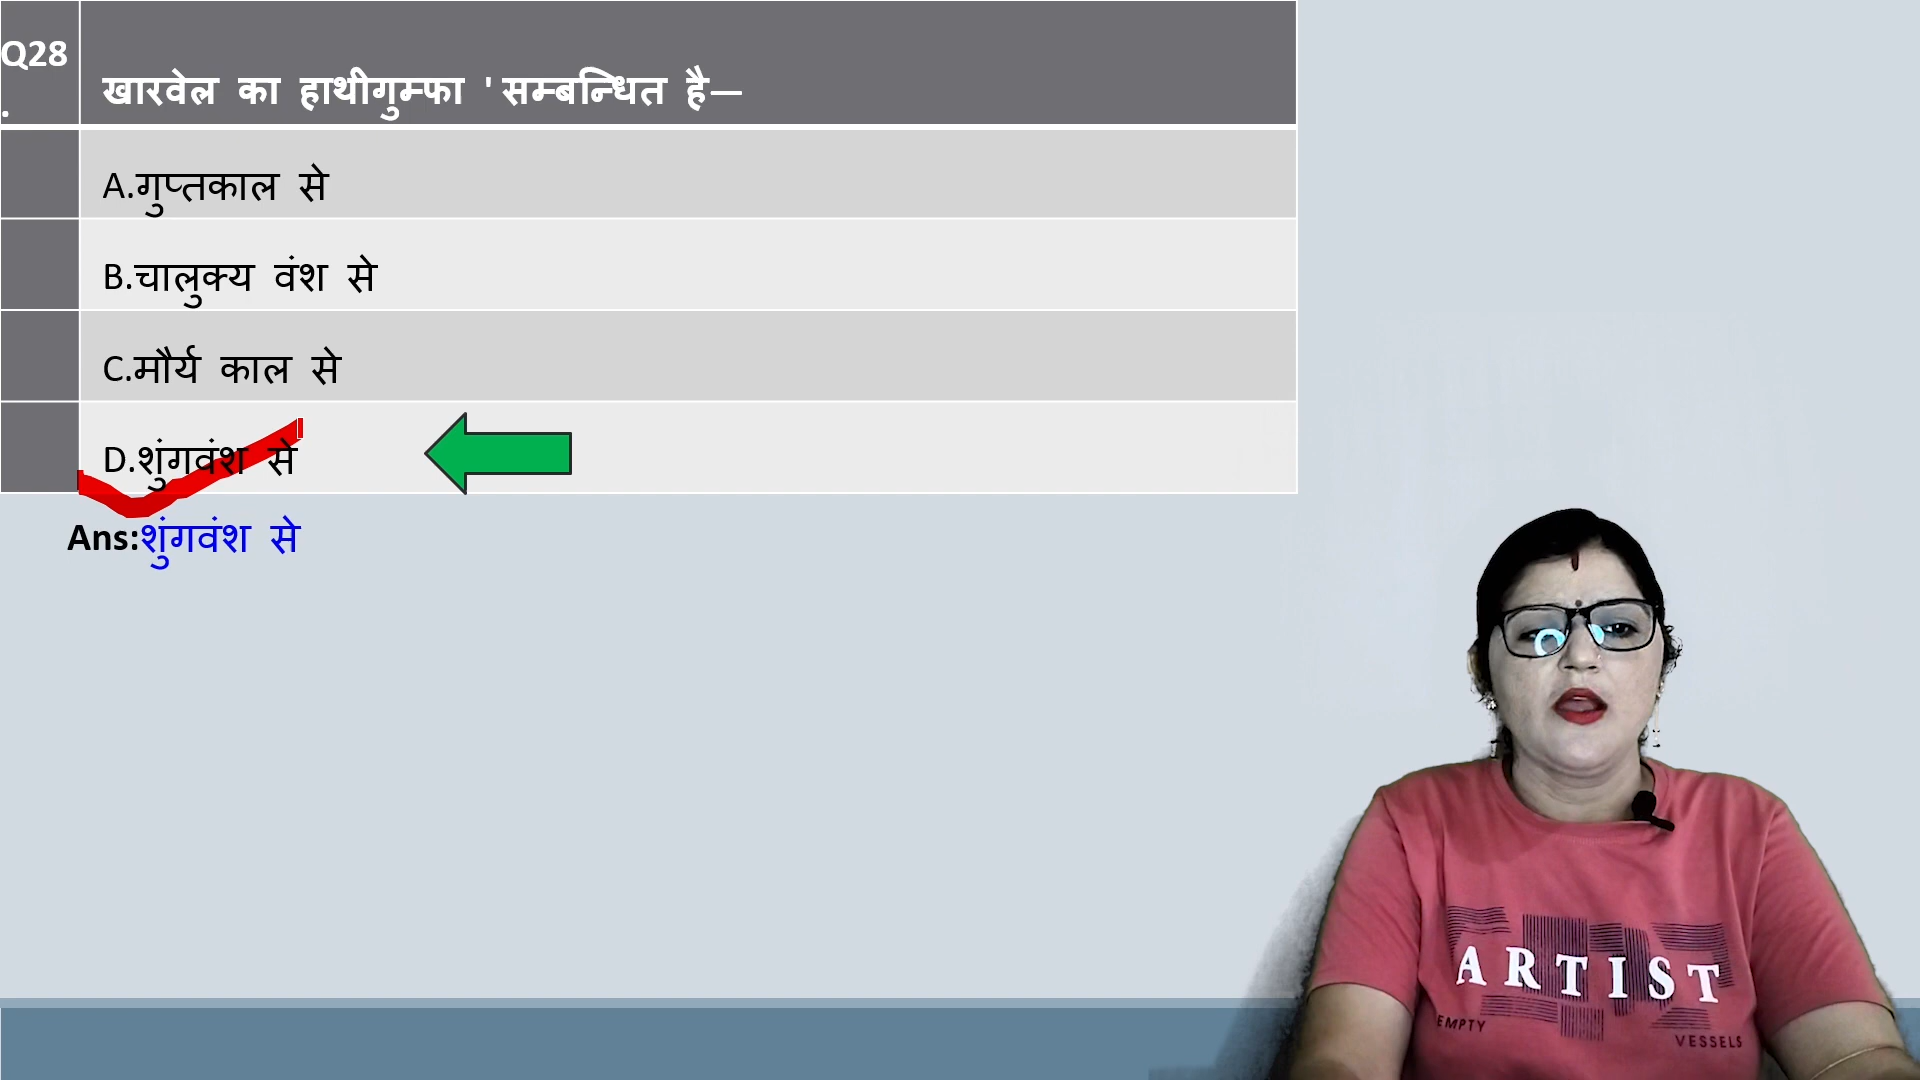 Q28
.
खारवेल का हाथीगुम्फा ' सम्बन्धित है—
A.गुप्तकाल से
B.चालुक्य वंश से
C.मौर्य काल से
D.शुंगवंश से
Ans:शुंगवंश से
ARTIST
EMPTY
VESSELS